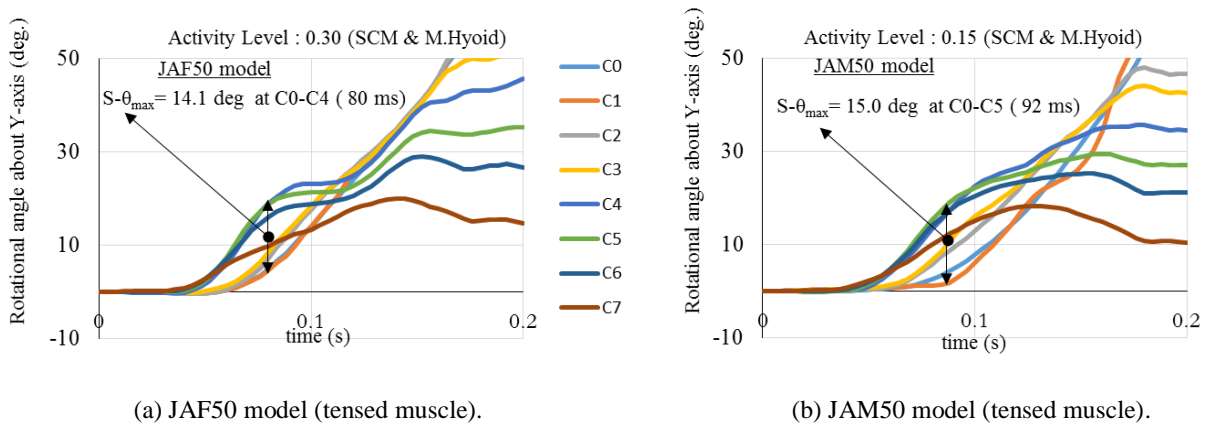 Activity Level : 0.30 (SCM & M.Hyoid)
JAF50 model
S-θmax= 14.1 deg at C0-C4 ( 80 ms)
Rotational angle about Y-axis (deg.)
50
30
10
-10
0
0.1
0.2
time (s)
C0
C1
C2
C3
C4
C5
C6
C7
(a) JAF50 model (tensed muscle).
Activity Level : 0.15 (SCM & M.Hyoid)
JAM50 model
S-θmax= 15.0 deg at C0-C5 ( 92 ms)
Rotational angle about Y-axis (deg.)
50
30
10
-10
0
0.1
0.2
time (s)
(b) JAM50 model (tensed muscle).